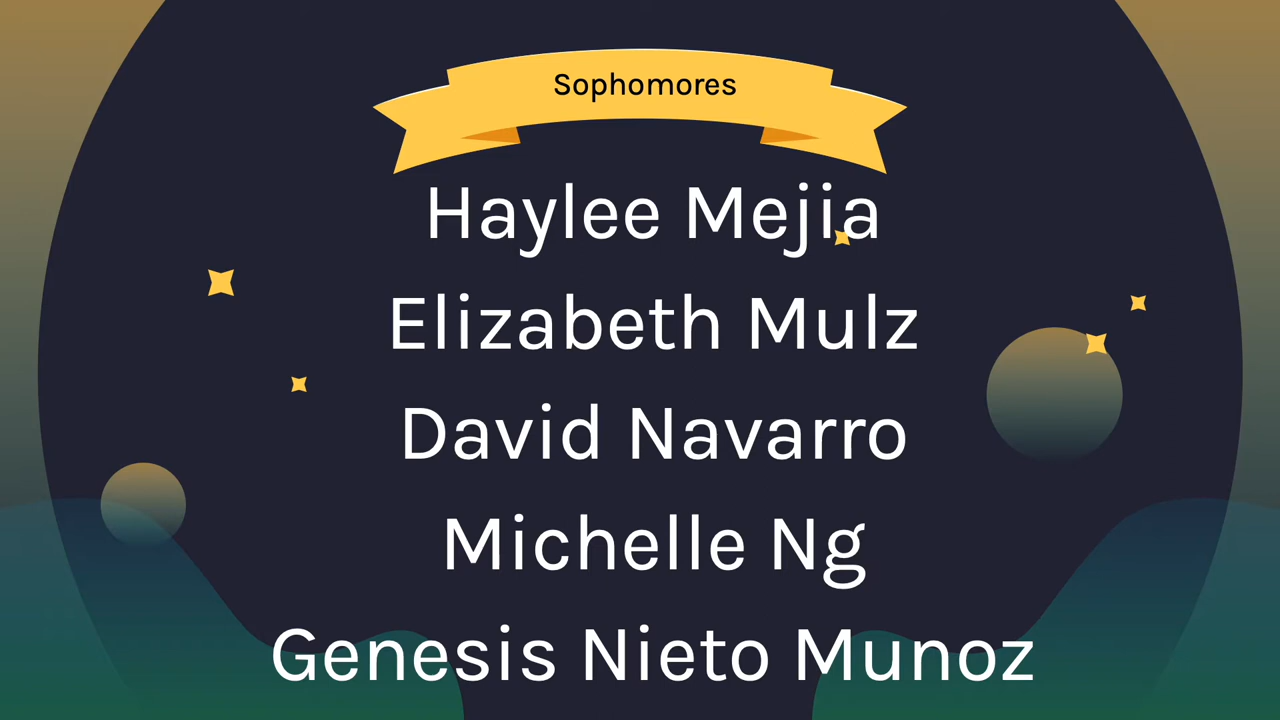 Sophomores
Haylee Mejia
Elizabeth Mulz
David Navarro
Michelle Ng
Genesis Nieto Munoz